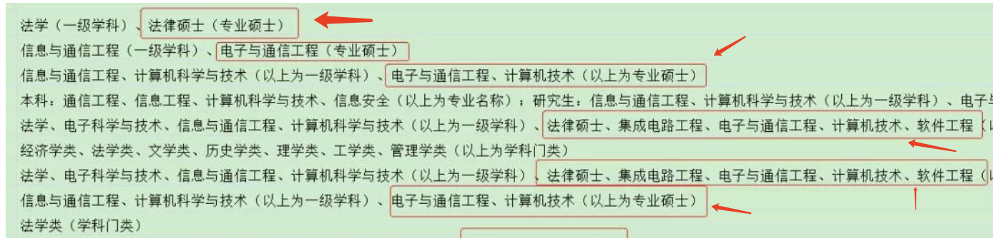 法学（一级学科）、法律硕士（专业硕士）
信息与通信工程（一级学科）、电子与通信工程（专业硕士）
信息与通信工程、计算机科学与技术（以上为一级学科）、电子与通信工程、计算机技术（以上为专业硕士）
本科：通信工程、信息工程、计算机科学与技术、信息安全（以上为专业名称）；研究生：信息与通信工程、计算机科学与技术（以上为一级学科）、电子
法学、电子科学与技术、信息与通信工程、计算机科学与技术（以上为一级学科）、法律硕士、集成电路工程、电子与通信工程、计算机技术、软件工程（
经济学类、法学类、文学类、历史学类、理学类、工学类、管理学类（以上为学科门类）
法学、电子科学与技术、信息与通信工程、计算机科学与技术（以上为一级学科）、法律硕士、集成电路工程、电子与通信工程、计算机技术、软件工程（
信息与通信工程、计算机科学与技术（以上为一级学科）、电子与通信工程、计算机技术（以上为专业硕士）
法学类（学科门类）